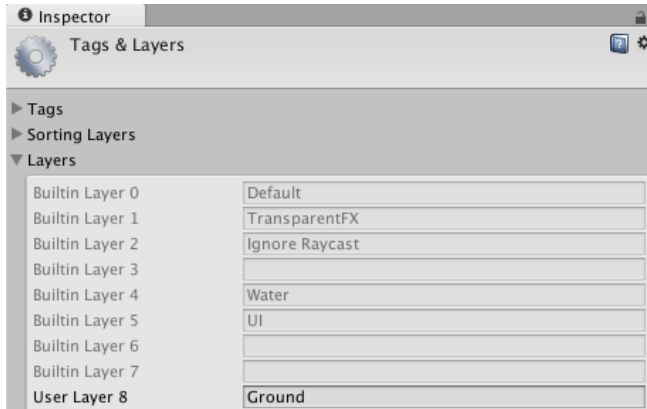 Inspector
Tags & Layers
Tags
Sorting Layers
Layers
Builtin Layer 0 Default
Builtin Layer 1 TransparentFX
Builtin Layer 2 Ignore Raycast
Builtin Layer 3
Builtin Layer 4 Water
Builtin Layer 5 UI
Builtin Layer 6
Builtin Layer 7
User Layer 8 Ground